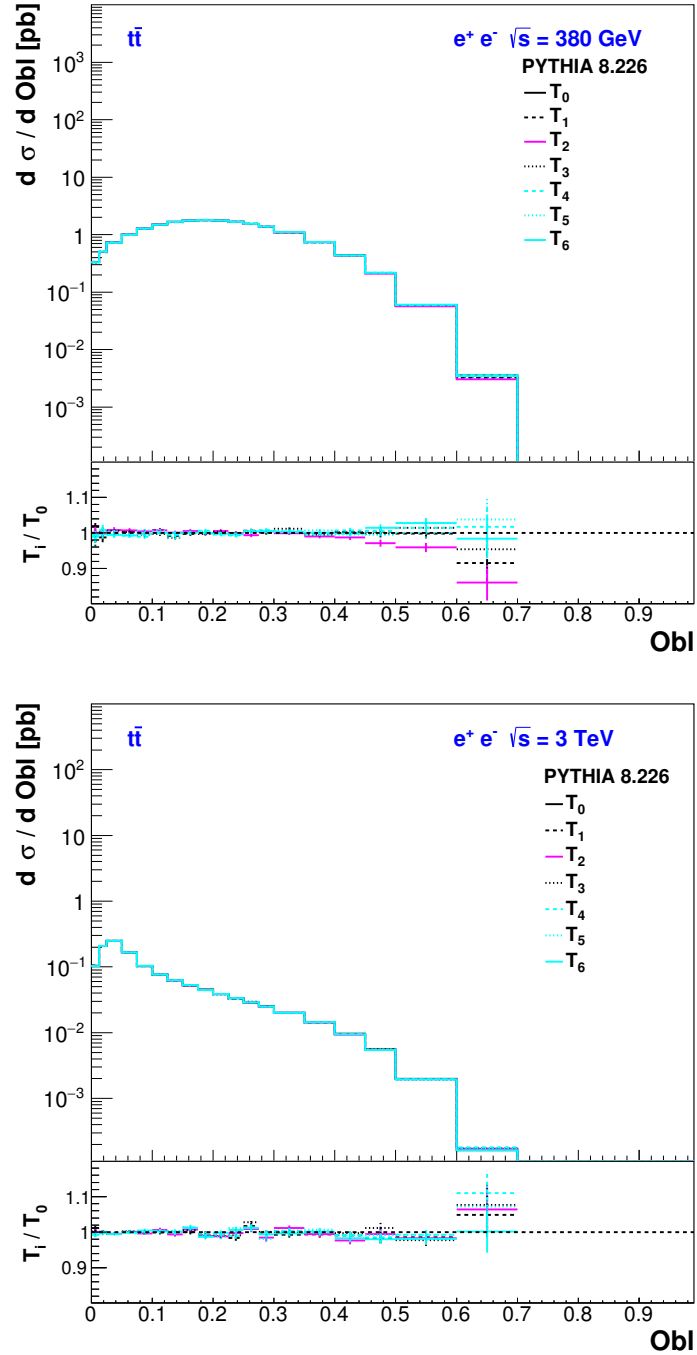 tt̄
e⁺ e⁻ √s = 380 GeV
PYTHIA 8.226
T₀
T₁
T₂
T₃
T₄
T₅
T₆
d σ / d Obl [pb]
10³
10²
10
1
10⁻¹
10⁻²
10⁻³
Tᵢ / T₀
1.1
1
0.9
0 0.1 0.2 0.3 0.4 0.5 0.6 0.7 0.8 0.9
Obl
tt̄
e⁺ e⁻ √s = 3 TeV
PYTHIA 8.226
T₀
T₁
T₂
T₃
T₄
T₅
T₆
d σ / d Obl [pb]
10²
10
1
10⁻¹
10⁻²
10⁻³
Tᵢ / T₀
1.1
1
0.9
0 0.1 0.2 0.3 0.4 0.5 0.6 0.7 0.8 0.9
Obl